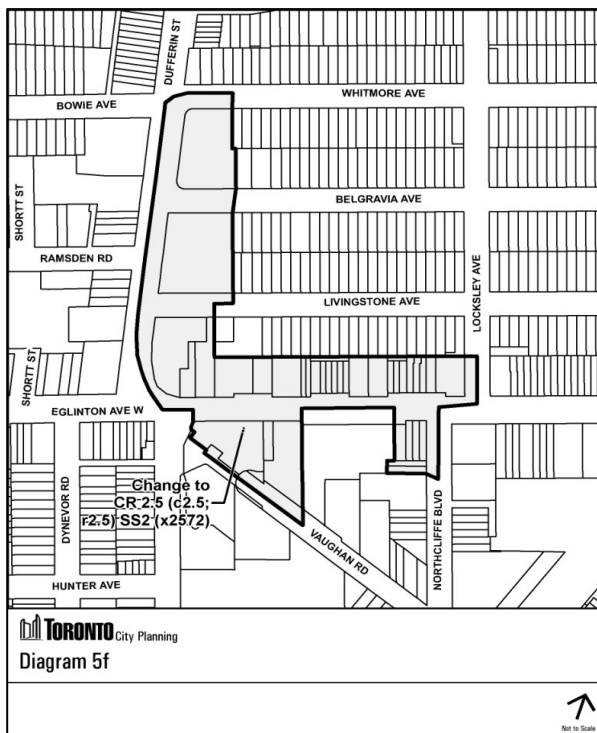 DUFFERIN ST
WHITMORE AVE
BOWIE AVE
BELGRAVIA AVE
SHORTT ST
RAMSDEN RD
LIVINGSTONE AVE
LOCKSLEY AVE
SHORTT ST
EGLINTON AVE W
DYNEVOR RD
Change to
CR 2.5 (c2.5;
r2.5) SS2 (x2572)
VAUGHAN RD
NORTHCLIFFE BLVD
HUNTER AVE
TORONTO City Planning
Diagram 5f
Not to Scale